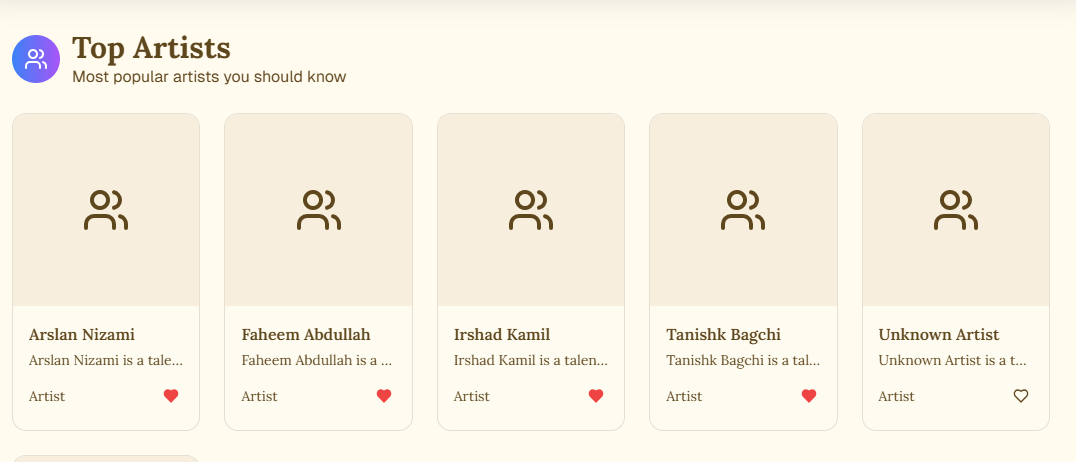 Top Artists
Most popular artists you should know
Arslan Nizami
Arslan Nizami is a tale...
Artist
Faheem Abdullah
Faheem Abdullah is a ...
Artist
Irshad Kamil
Irshad Kamil is a talen...
Artist
Tanishk Bagchi
Tanishk Bagchi is a tal...
Artist
Unknown Artist
Unknown Artist is a t...
Artist